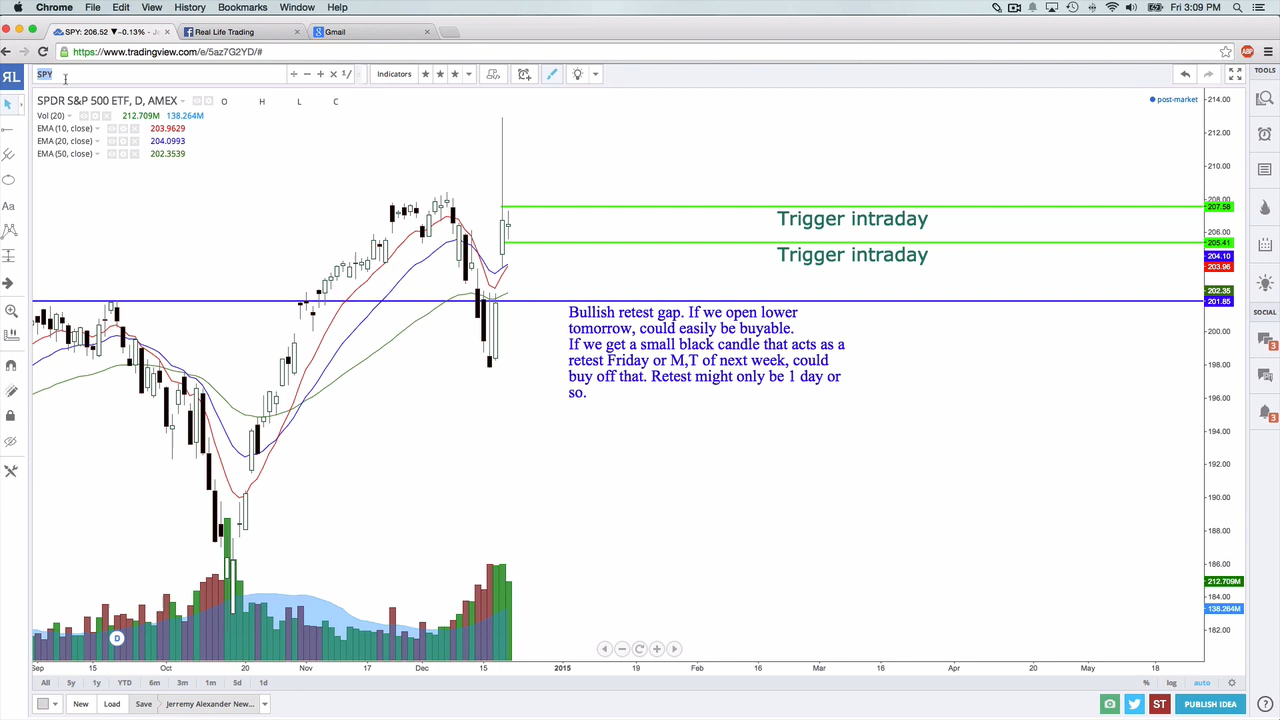 Chrome File Edit View History Bookmarks Window Help Fri 3:09 PM
SPY: 206.52 ▼-0.13% - Je Real Life Trading Gmail
https://www.tradingview.com/e/5az7G2YD/#
ЯL SPY Indicators TOOLS
SPDR S&P 500 ETF, D, AMEX O H L C
post-market
Vol (20) 212.709M 138.264M
EMA (10, close) 203.9629
EMA (20, close) 204.0993
EMA (50, close) 202.3539
214.00
212.00
210.00
208.00
207.58
Trigger intraday
206.00
205.41
Trigger intraday
204.10
203.96
202.35
201.85
Bullish retest gap. If we open lower
tomorrow, could easily be buyable.
If we get a small black candle that acts as a
retest Friday or M,T of next week, could
buy off that. Retest might only be 1 day or
so.
SOCIAL
3
3
200.00
198.00
196.00
194.00
192.00
190.00
188.00
186.00
212.709M
184.00
138.264M
182.00
D
Sep 15 Oct 20 Nov 17 Dec 15 2015 19 Feb 16 Mar 16 Apr 20 May 18
All 5y 1y YTD 6m 3m 1m 5d 1d % log auto
New Load Save Jerremy Alexander New... ST PUBLISH IDEA ?